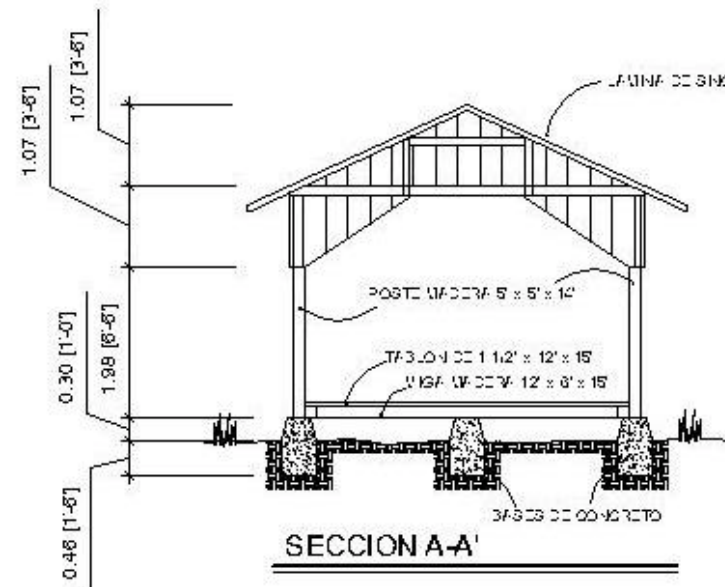 1.07 [3'-6"]
1.07 [3'-6"]
LAMINA DE SINC
POSTE MADERA 5" x 5" x 14'
1.98 [6'-6"]
0.30 [1'-0"]
TABLON DE 1 1/2" x 12" x 15'
VIGA MADERA 12" x 6" x 15'
0.46 [1'-6"]
BASES DE CONCRETO
SECCION A-A'